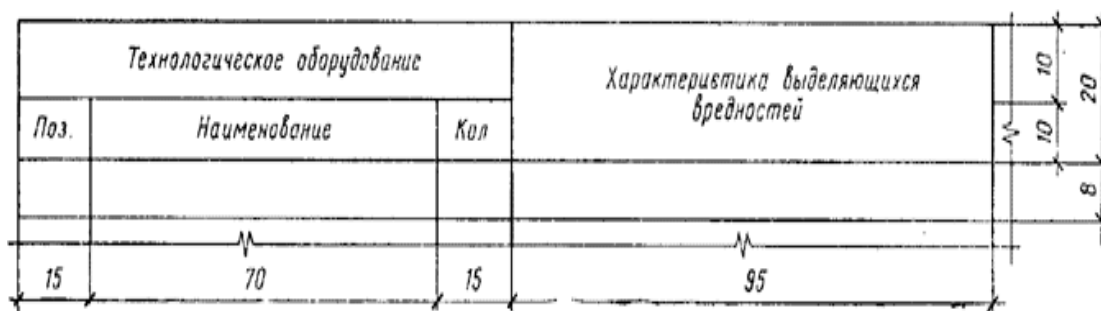 Технологическое оборудование
Характеристика выделяющихся
вредностей
10
20
Поз.
Наименование
Кол
10
8
15
70
15
95